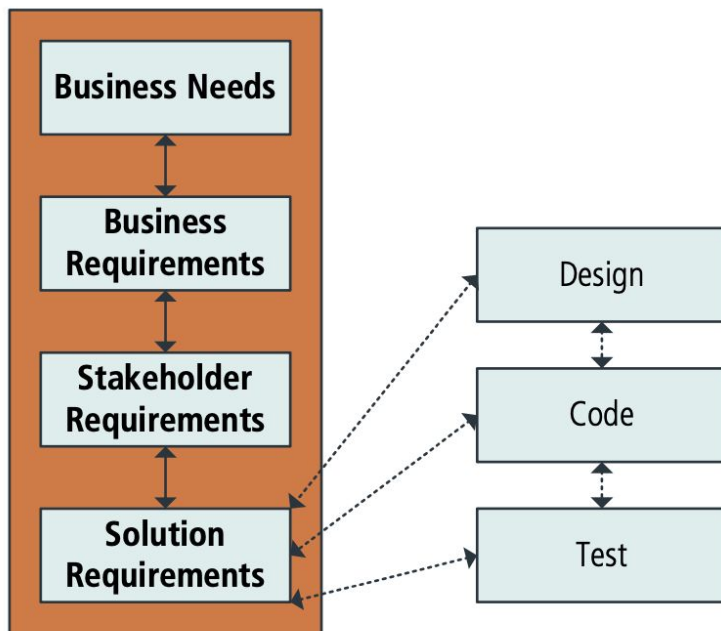 Business Needs
Business
Requirements
Stakeholder
Requirements
Solution
Requirements
Design
Code
Test